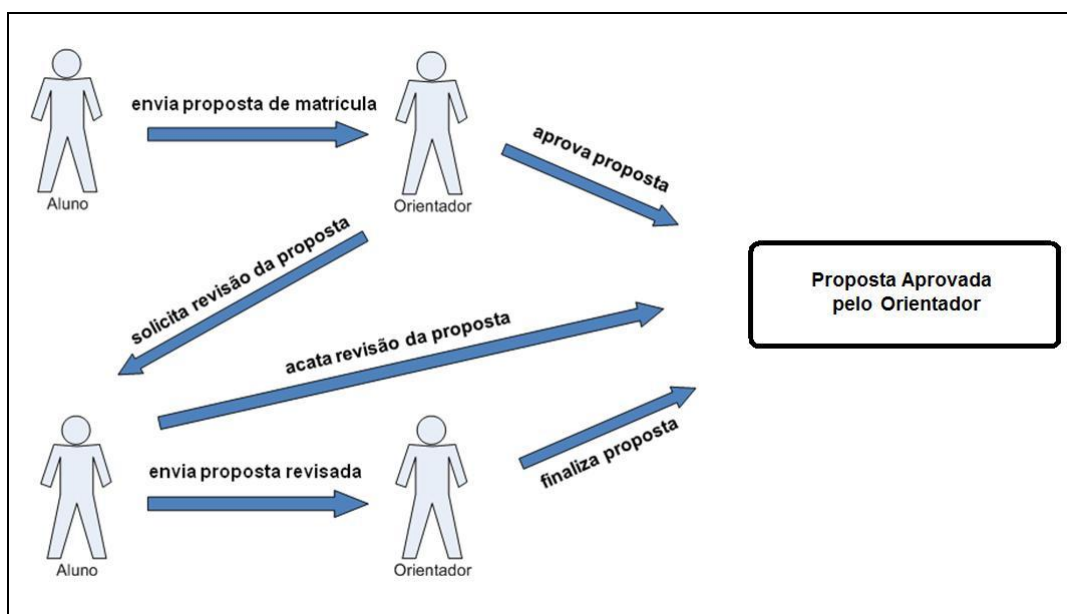 envia proposta de matrícula
aprova proposta
Aluno
Orientador
solicita revisão da proposta
Proposta Aprovada
pelo Orientador
acata revisão da proposta
envia proposta revisada
finaliza proposta
Aluno
Orientador